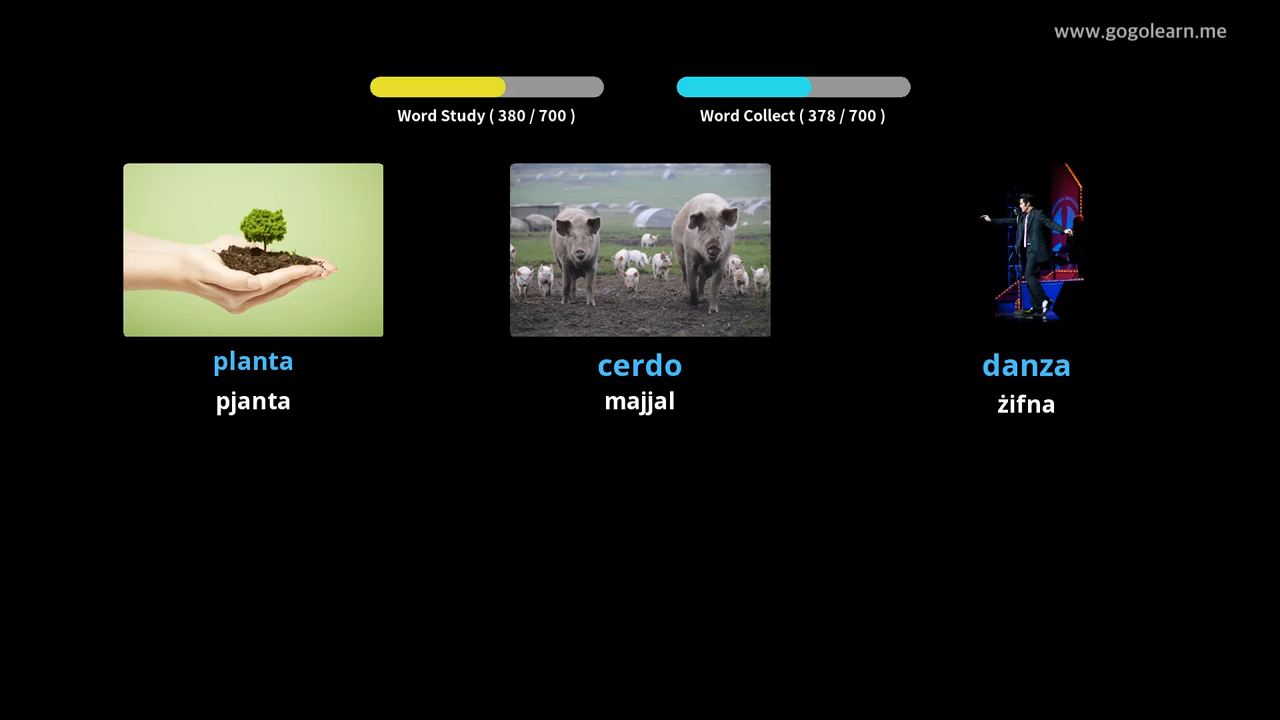 www.gogolearn.me
Word Study ( 380 / 700 )
Word Collect ( 378 / 700 )
planta
cerdo
danza
pjanta
majjal
żifna